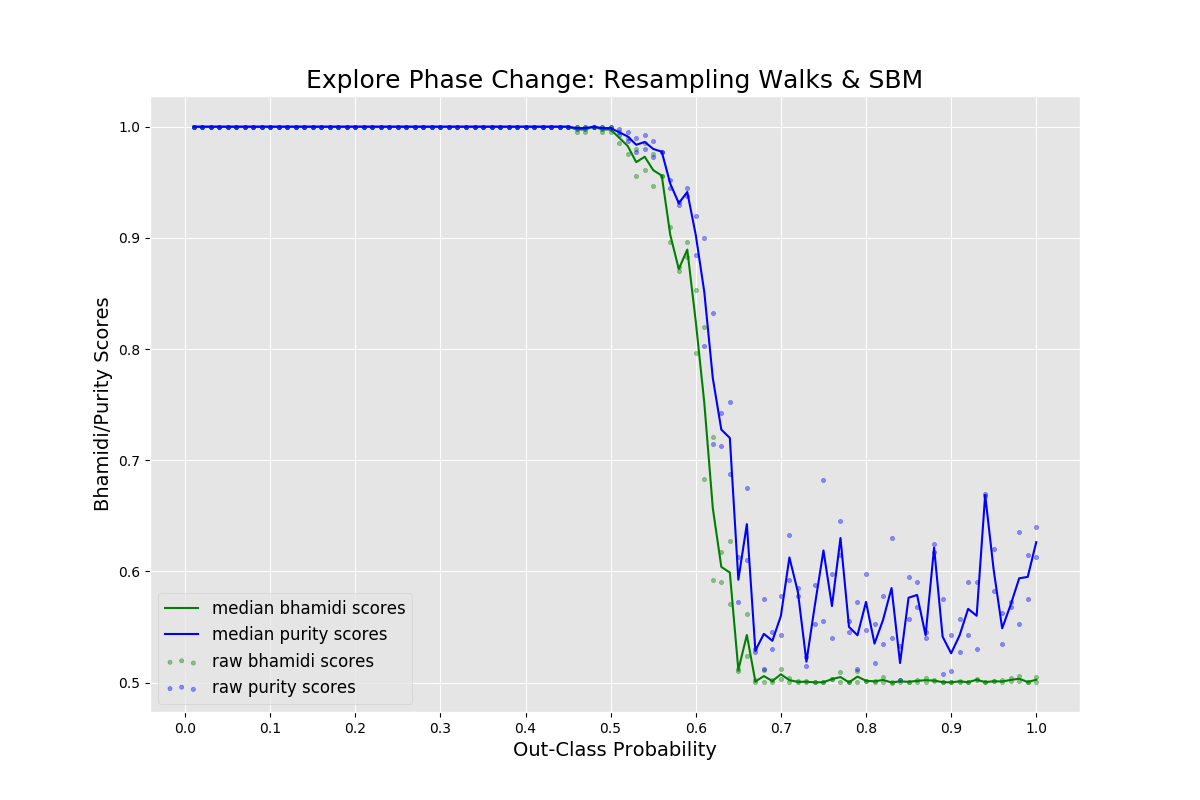 Explore Phase Change: Resampling Walks & SBM
Bhamidi/Purity Scores
1.0
0.9
0.8
0.7
0.6
0.5
median bhamidi scores
median purity scores
raw bhamidi scores
raw purity scores
0.0 0.1 0.2 0.3 0.4 0.5 0.6 0.7 0.8 0.9 1.0
Out-Class Probability